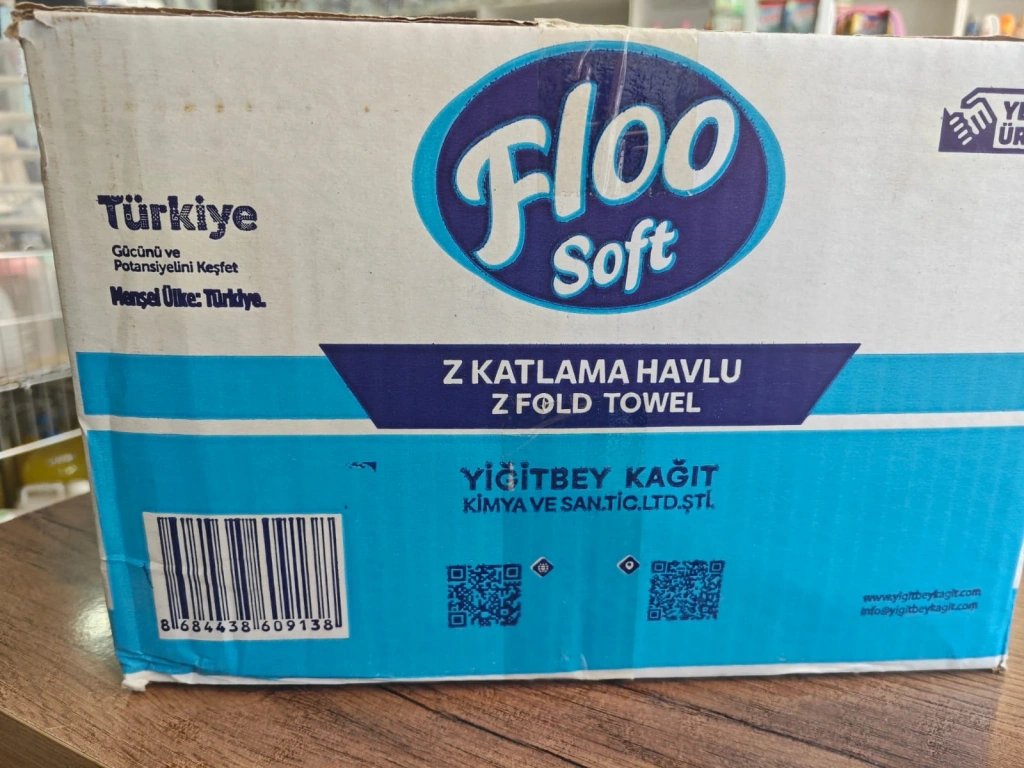 Floo
Soft
Türkiye
Gücünü ve
Potansiyelini Keşfet
Menşei Ülke: Türkiye.
Z KATLAMA HAVLU
Z FOLD TOWEL
YİĞİTBEY KAĞIT
KİMYA VE SAN.TİC.LTD.ŞTİ.
8 684438 609138
www.yigitbeykagit.com
info@yigitbeykagit.com